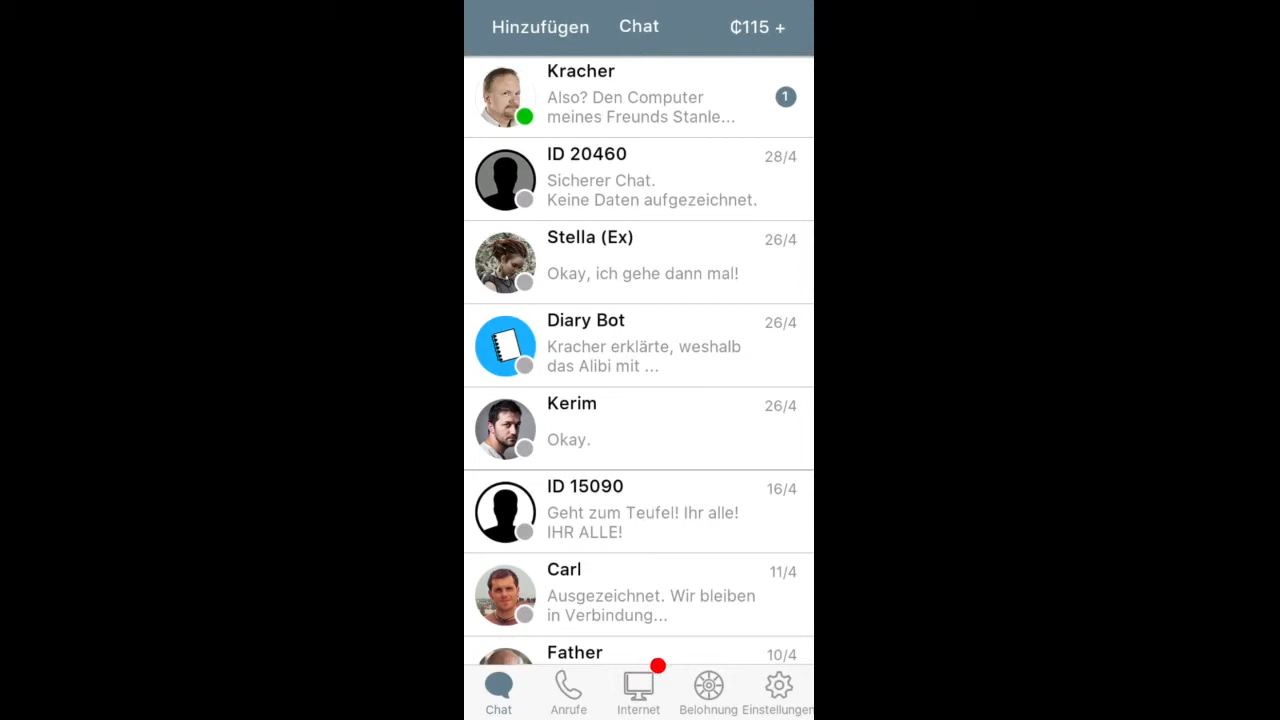 Hinzufügen Chat ₵115 +
Kracher
Also? Den Computer
meines Freunds Stanle...
1
ID 20460 28/4
Sicherer Chat.
Keine Daten aufgezeichnet.
Stella (Ex) 26/4
Okay, ich gehe dann mal!
Diary Bot 26/4
Kracher erklärte, weshalb
das Alibi mit ...
Kerim 26/4
Okay.
ID 15090 16/4
Geht zum Teufel! Ihr alle!
IHR ALLE!
Carl 11/4
Ausgezeichnet. Wir bleiben
in Verbindung...
Father 10/4
Chat Anrufe Internet Belohnung Einstellungen